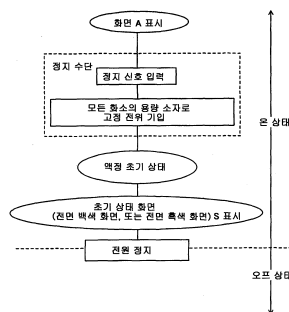 화면 A 표시
정지 수단
정지 신호 입력
모든 화소의 용량 소자로
고정 전위 기입
온 상태
액정 초기 상태
초기 상태 화면
(전면 백색 화면, 또는 전면 흑색 화면) S 표시
전원 정지
오프 상태